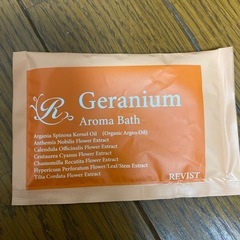 R Geranium
Aroma Bath
Argania Spinosa Kernel Oil (Organic Argan Oil)
Anthemis Nobilis Flower Extract
Calendula Officinalis Flower Extract
Centaurea Cyanus Flower Extract
Chamomilla Recutita Flower Extract
Hypericum Perforatum Flower/Leaf/Stem Extract
Tilia Cordata Flower Extract
REVIST